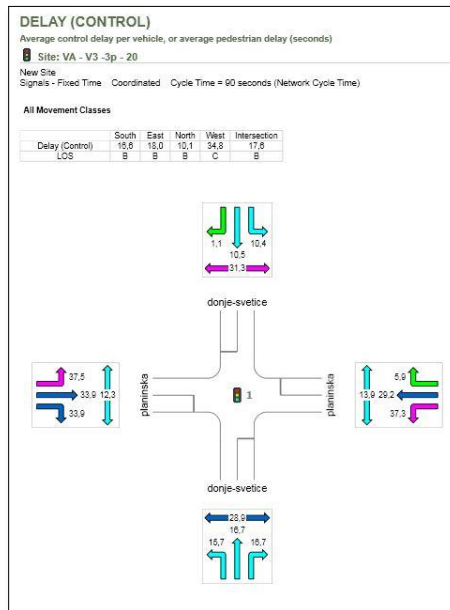 DELAY (CONTROL)
Average control delay per vehicle, or average pedestrian delay (seconds)
Site: VA - V3 -3p - 20
New Site
Signals - Fixed Time Coordinated Cycle Time = 90 seconds (Network Cycle Time)
All Movement Classes
South East North West Intersection
Delay (Control) 16,6 18,0 10,1 34,8 17,6
LOS B B B C B
1,1 10,4
10,5
31,3
donje-svetice
37,5
33,9 12,3
33,9
planinska
1
planinska
5,9
13,9 29,2
37,3
donje-svetice
28,9
16,7
15,7 16,7